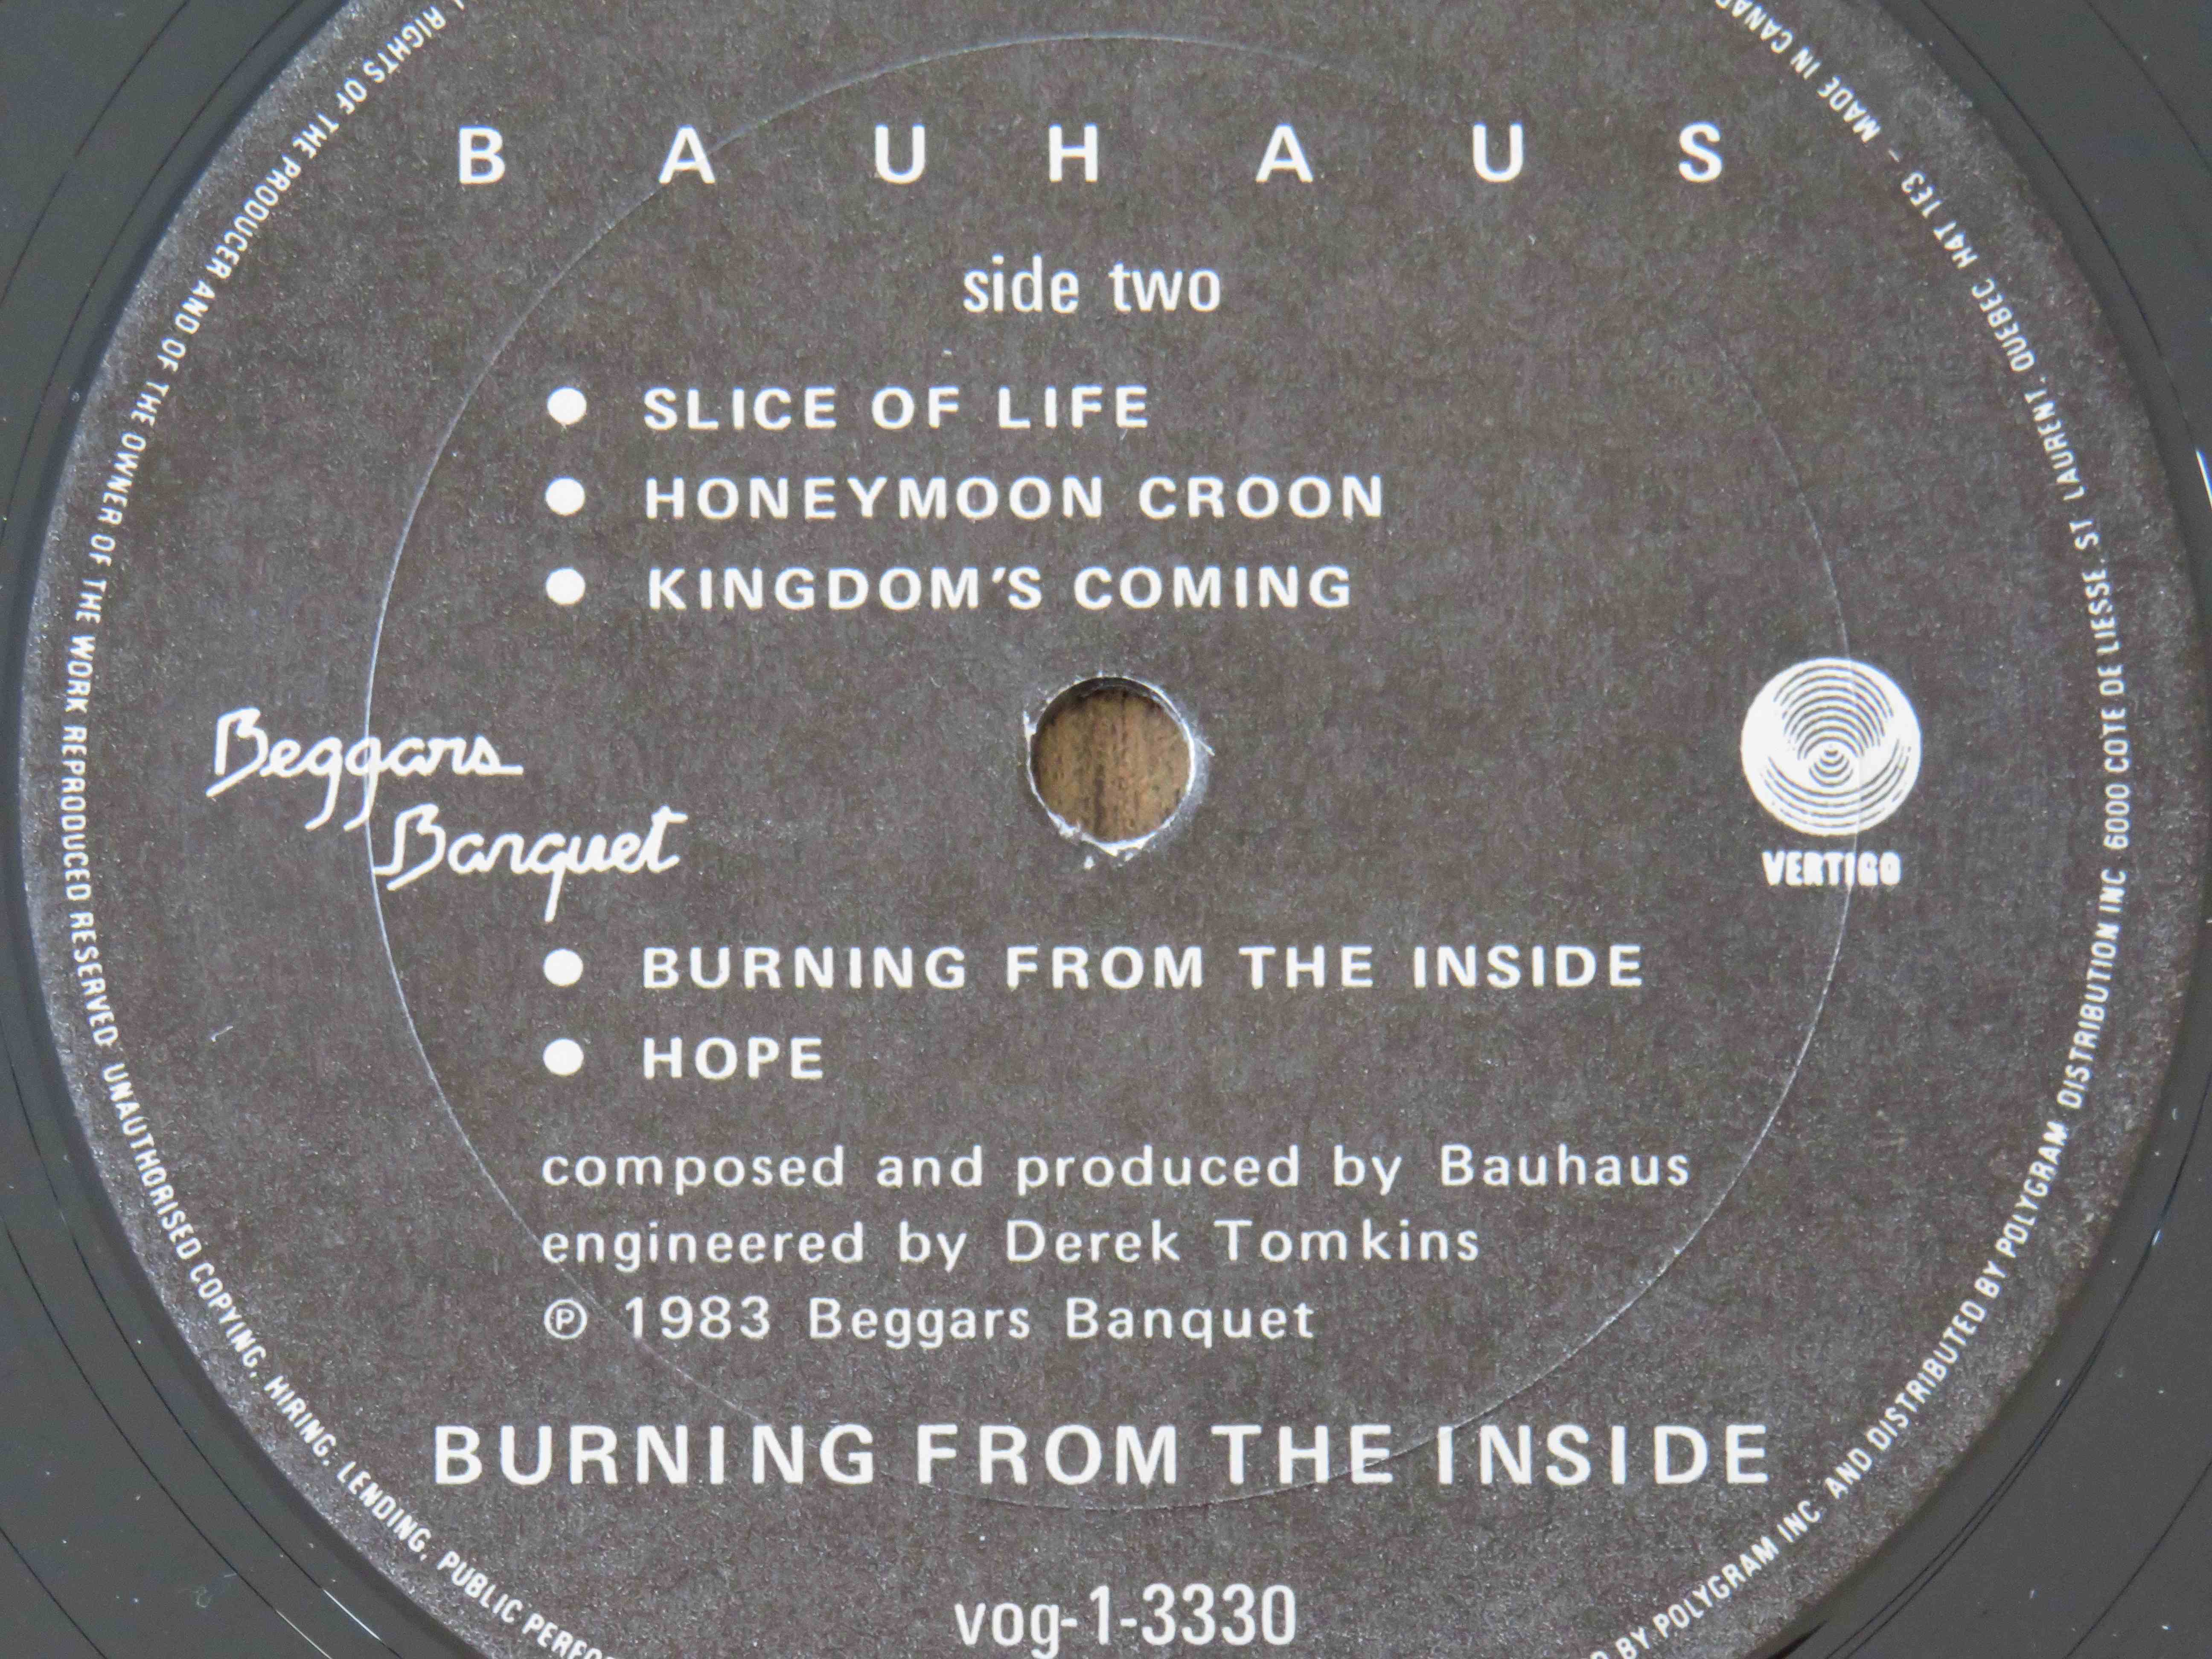 BAUHAUS
side two
● SLICE OF LIFE
● HONEYMOON CROON
● KINGDOM'S COMING
Beggars
Banquet
VERTIGO
● BURNING FROM THE INSIDE
● HOPE
composed and produced by Bauhaus
engineered by Derek Tomkins
℗ 1983 Beggars Banquet
BURNING FROM THE INSIDE
vog-1-3330
RIGHTS OF THE PRODUCER AND OF THE OWNER OF THE WORK REPRODUCED RESERVED. UNAUTHORISED COPYING, HIRING, LENDING, PUBLIC
BY POLYGRAM INC. AND DISTRIBUTED BY POLYGRAM DISTRIBUTION INC. 6000 COTE DE LIESSE. ST LAURENT. QUEBEC H4T 1E3 – MADE IN